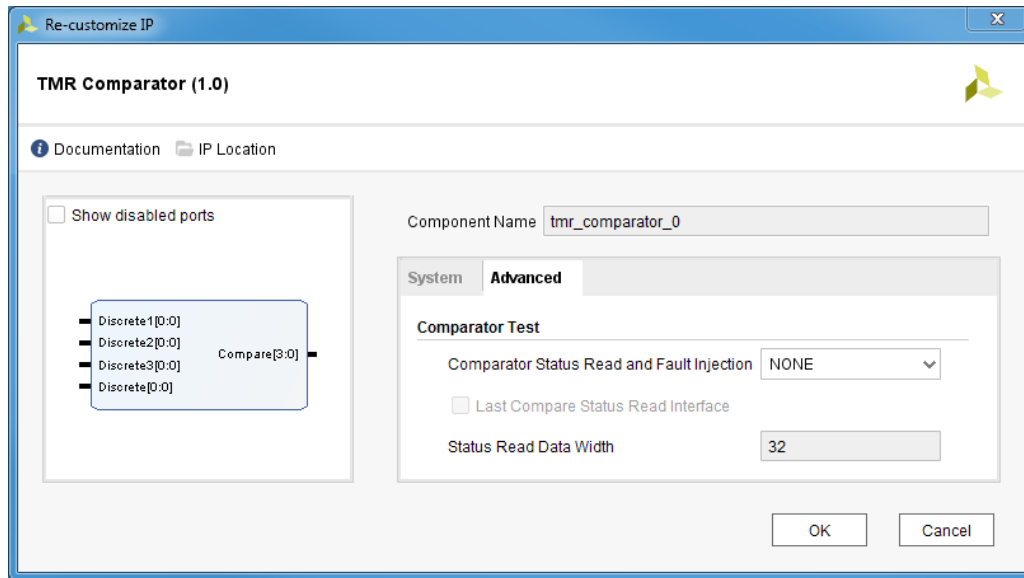 Re-customize IP
TMR Comparator (1.0)
Documentation IP Location
Show disabled ports
Discrete1[0:0]
Discrete2[0:0]
Discrete3[0:0]
Discrete[0:0]
Compare[3:0]
Component Name tmr_comparator_0
System Advanced
Comparator Test
Comparator Status Read and Fault Injection NONE
Last Compare Status Read Interface
Status Read Data Width 32
OK Cancel